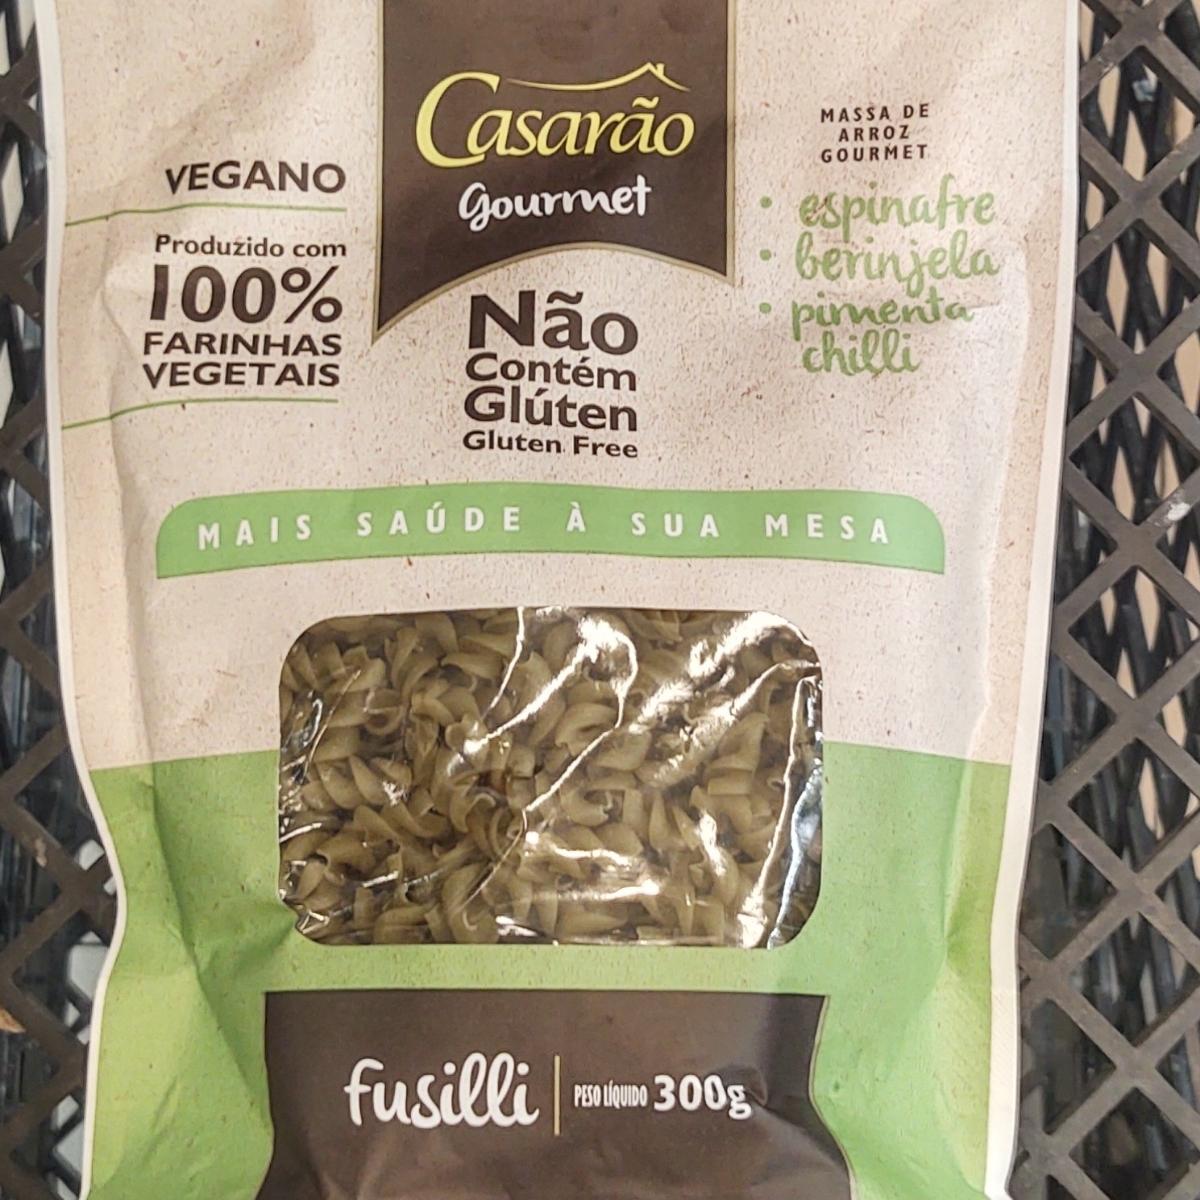 Casarão
Gourmet
VEGANO
Produzido com
100%
FARINHAS
VEGETAIS
Não
Contém
Glúten
Gluten Free
MASSA DE
ARROZ
GOURMET
• espinafre
• berinjela
• pimenta
chilli
MAIS SAÚDE À SUA MESA
fusilli
PESO LÍQUIDO 300g